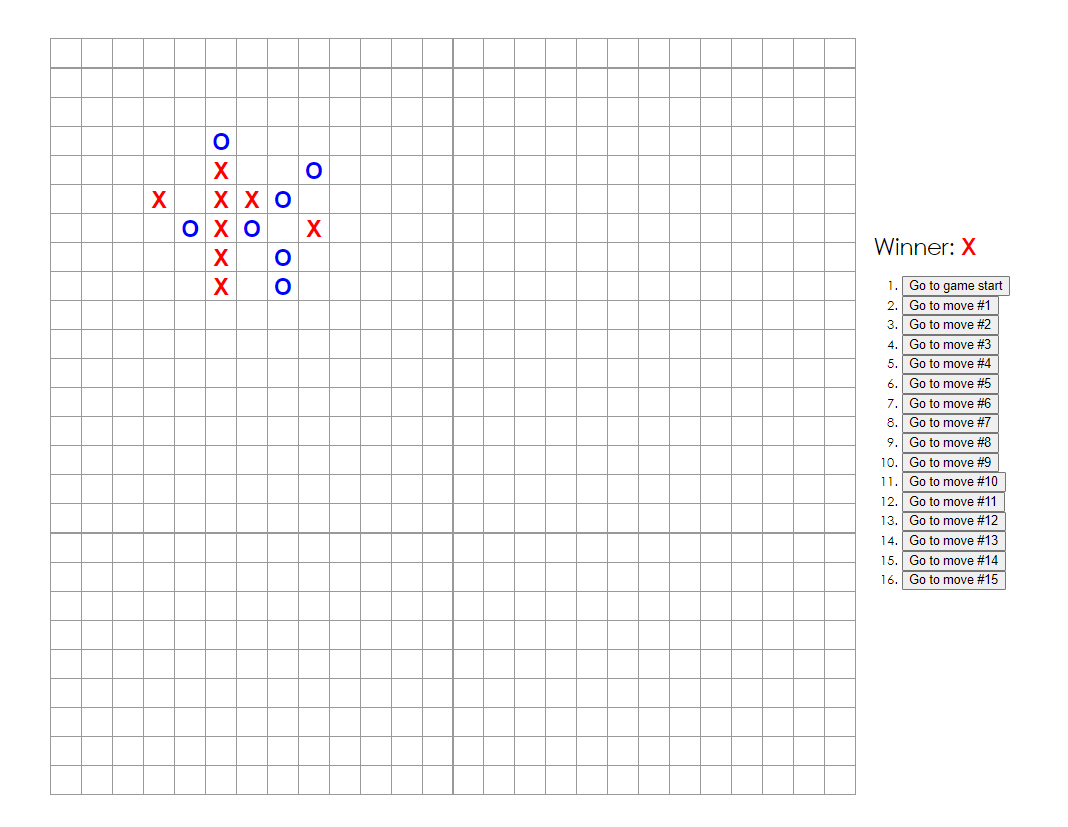 O
X O
X X X O
O X O X
X O
X O
Winner: X
1. Go to game start
2. Go to move #1
3. Go to move #2
4. Go to move #3
5. Go to move #4
6. Go to move #5
7. Go to move #6
8. Go to move #7
9. Go to move #8
10. Go to move #9
11. Go to move #10
12. Go to move #11
13. Go to move #12
14. Go to move #13
15. Go to move #14
16. Go to move #15